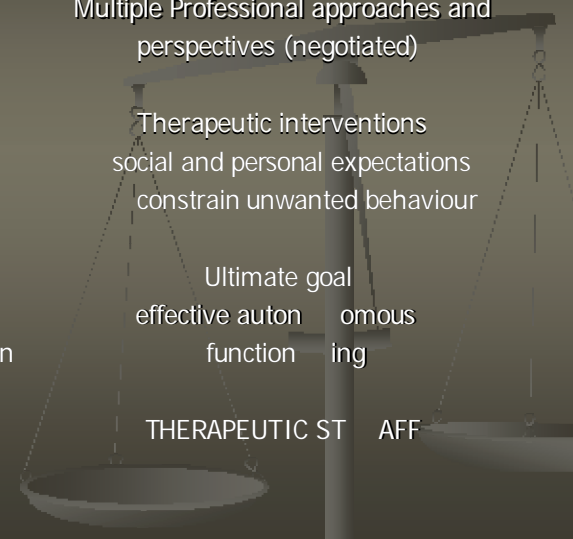 Multiple Professional approaches and
perspectives (negotiated)
Therapeutic interventions
social and personal expectations
constrain unwanted behaviour
Ultimate goal
effective auton omous
n function ing
THERAPEUTIC ST AFF